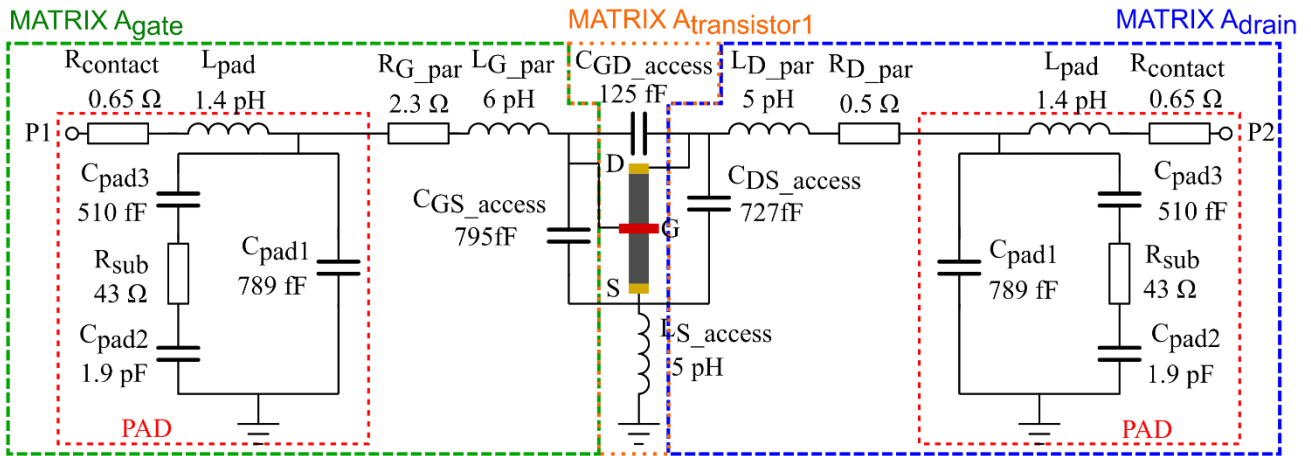 MATRIX Agate
MATRIX Atransistor1
MATRIX Adrain
Rcontact
0.65 Ω
Lpad
1.4 pH
RG_par
2.3 Ω
LG_par
6 pH
CGD_access
125 fF
LD_par
5 pH
RD_par
0.5 Ω
Lpad
1.4 pH
Rcontact
0.65 Ω
P1
P2
Cpad3
510 fF
Rsub
43 Ω
Cpad2
1.9 pF
Cpad1
789 fF
PAD
CGS_access
795fF
D
G
S
CDS_access
727fF
LS_access
5 pH
Cpad1
789 fF
Cpad3
510 fF
Rsub
43 Ω
Cpad2
1.9 pF
PAD